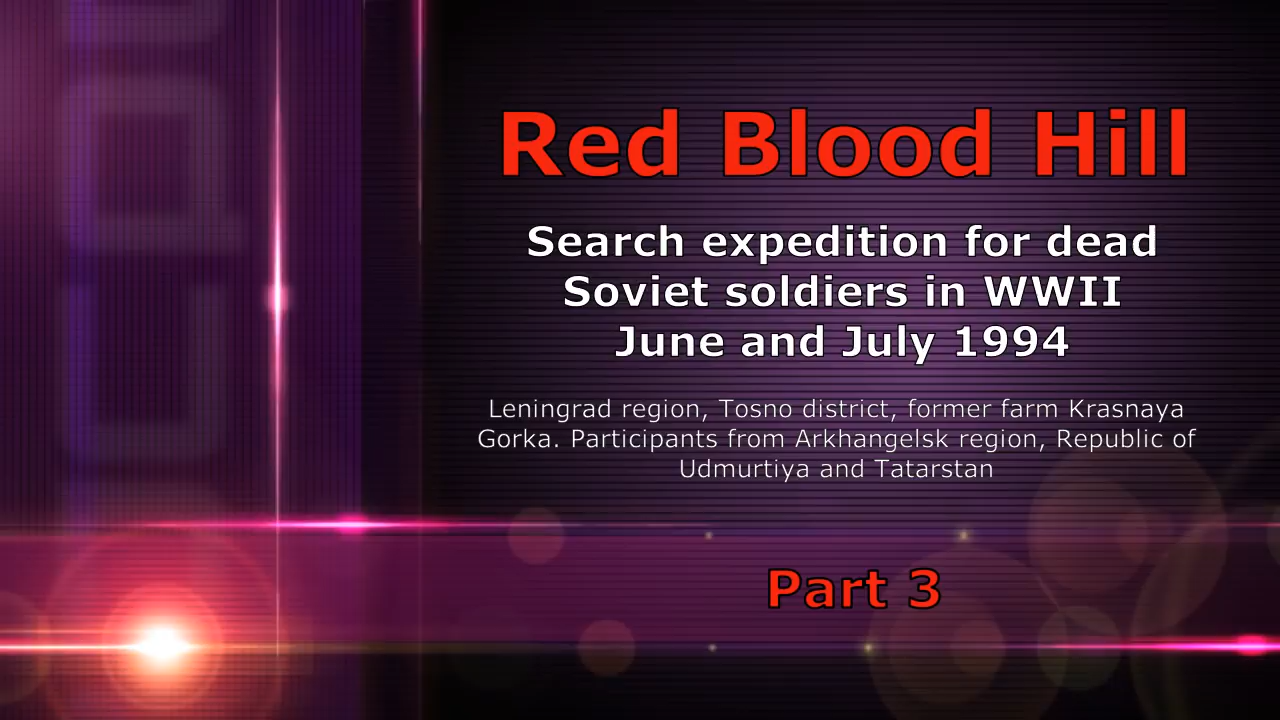 Red Blood Hill
Search expedition for dead
Soviet soldiers in WWII
June and July 1994
Leningrad region, Tosno district, former farm Krasnaya
Gorka. Participants from Arkhangelsk region, Republic of
Udmurtiya and Tatarstan
Part 3